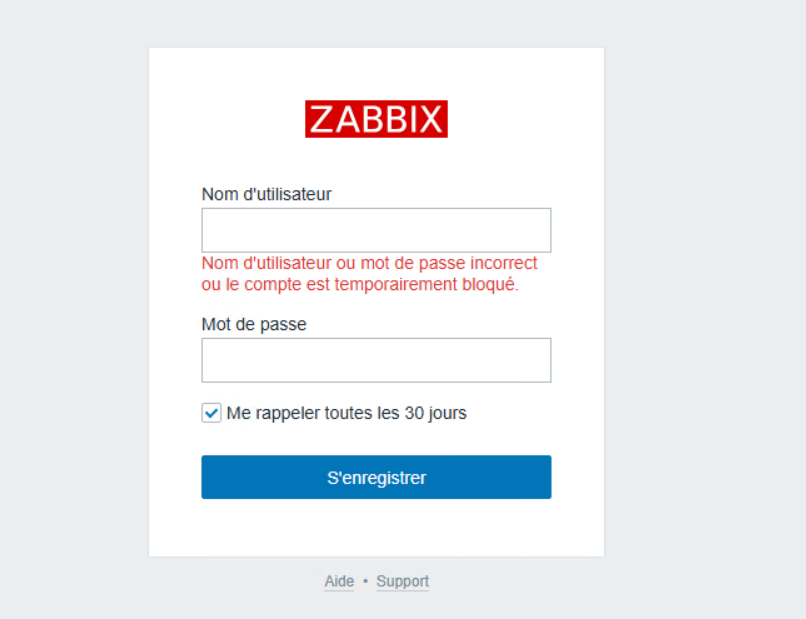 ZABBIX
Nom d'utilisateur
Nom d'utilisateur ou mot de passe incorrect
ou le compte est temporairement bloqué.
Mot de passe
Me rappeler toutes les 30 jours
S'enregistrer
Aide • Support